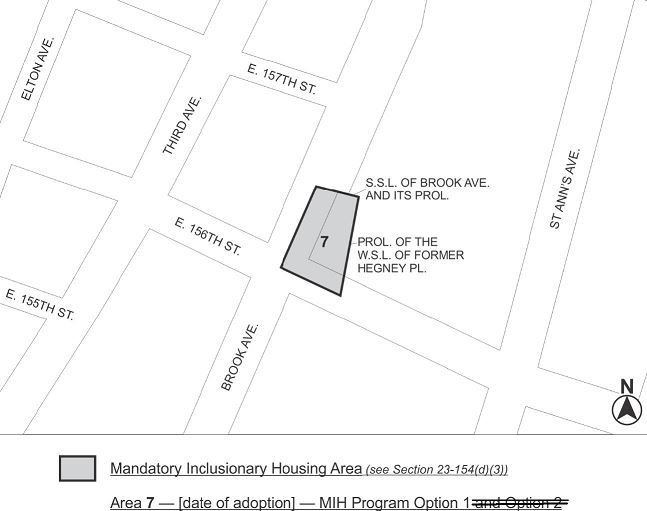 ELTON AVE.
THIRD AVE.
E. 157TH ST.
ST ANN'S AVE.
S.S.L. OF BROOK AVE.
AND ITS PROL.
7
PROL. OF THE
W.S.L. OF FORMER
HEGNEY PL.
E. 156TH ST.
E. 155TH ST.
BROOK AVE.
N
Mandatory Inclusionary Housing Area (see Section 23-154(d)(3))
Area 7 — [date of adoption] — MIH Program Option 1 and Option 2